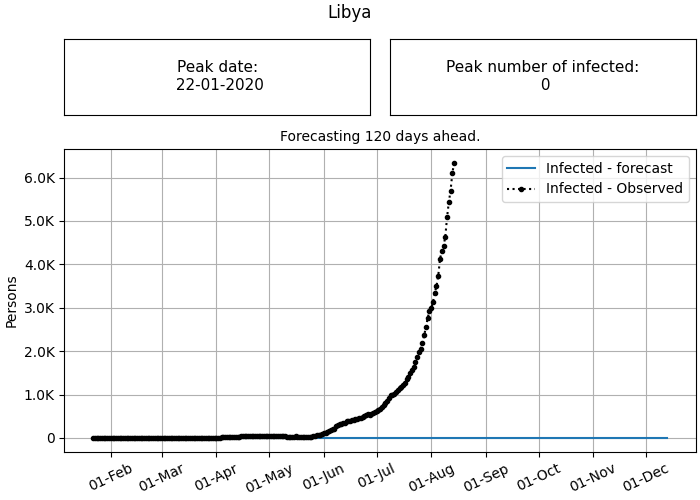 Libya
Peak date:
22-01-2020
Peak number of infected:
0
Forecasting 120 days ahead.
Infected - forecast
Infected - Observed
Persons
6.0K
5.0K
4.0K
3.0K
2.0K
1.0K
0
01-Feb
01-Mar
01-Apr
01-May
01-Jun
01-Jul
01-Aug
01-Sep
01-Oct
01-Nov
01-Dec